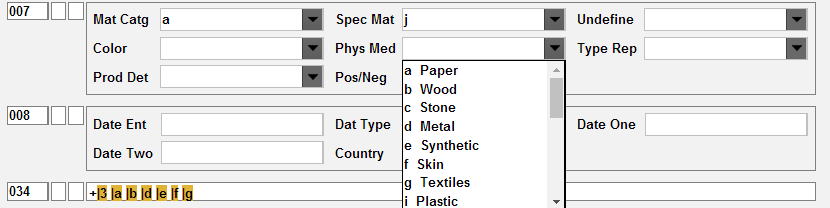 007 Mat Catg a Spec Mat j Undefine
Color Phys Med Type Rep
Prod Det Pos/Neg
a Paper
b Wood
c Stone
d Metal
e Synthetic
f Skin
g Textiles
i Plastic
008 Date Ent Dat Type Date One
Date Two Country
034 +|3 |a |b |d |e |f |g